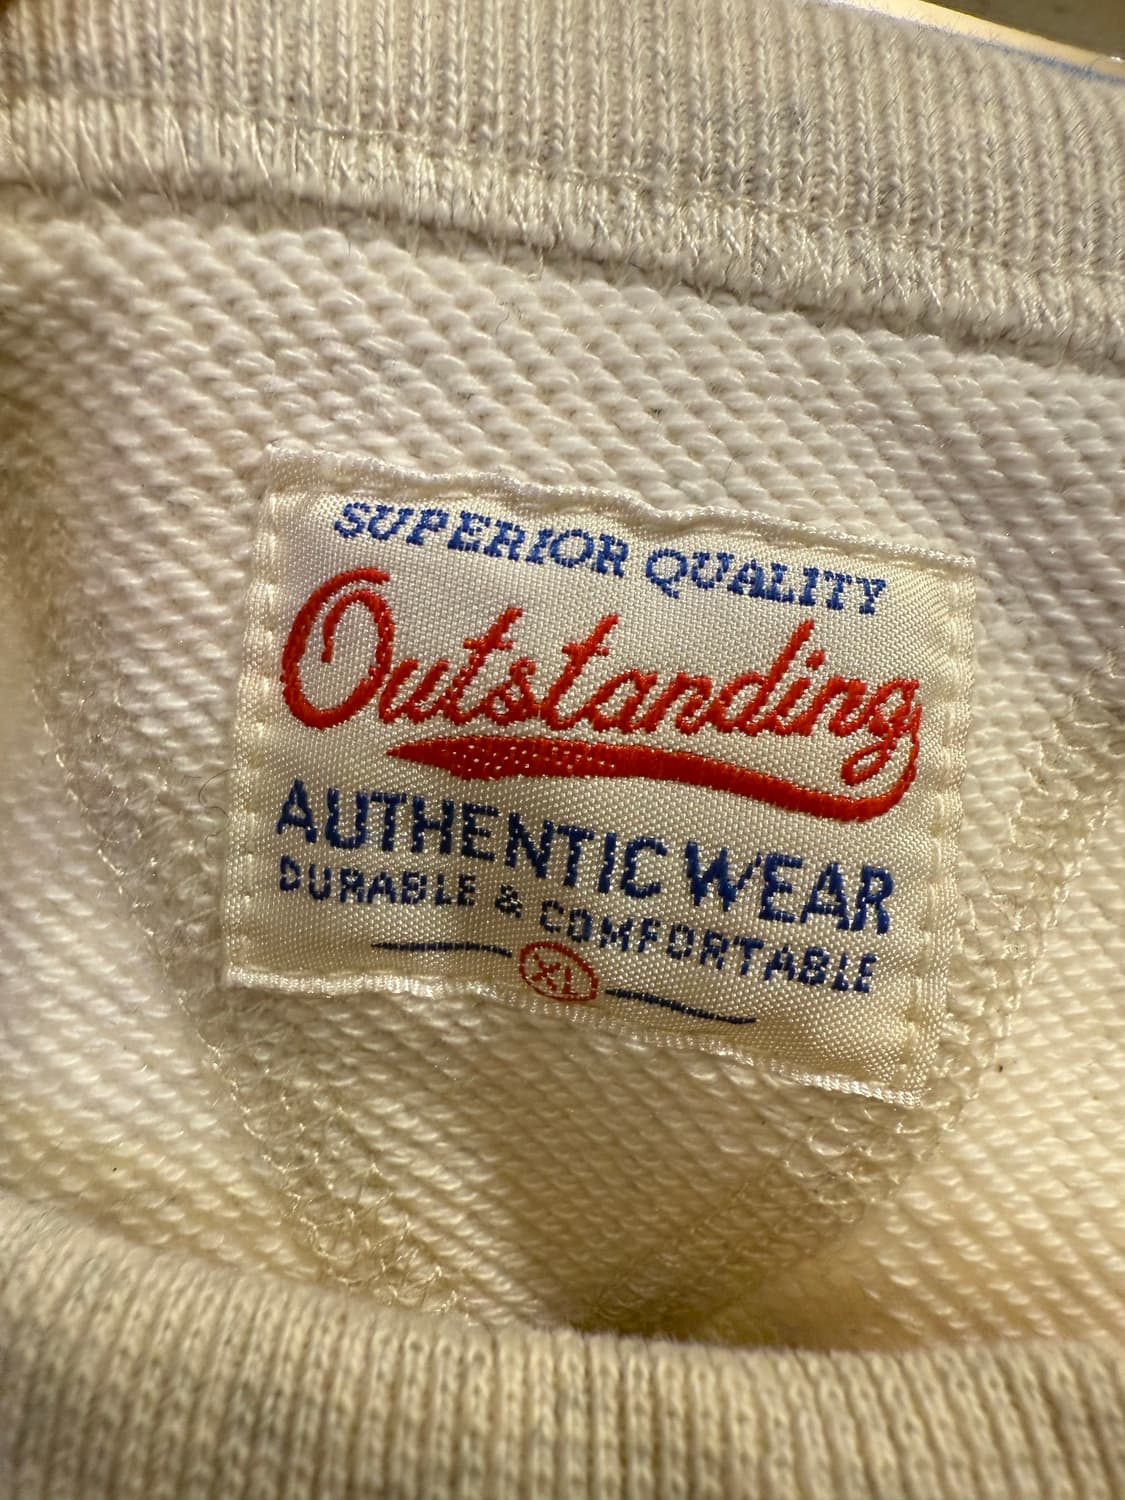 SUPERIOR QUALITY
Outstanding
AUTHENTIC WEAR
DURABLE & COMFORTABLE
XL